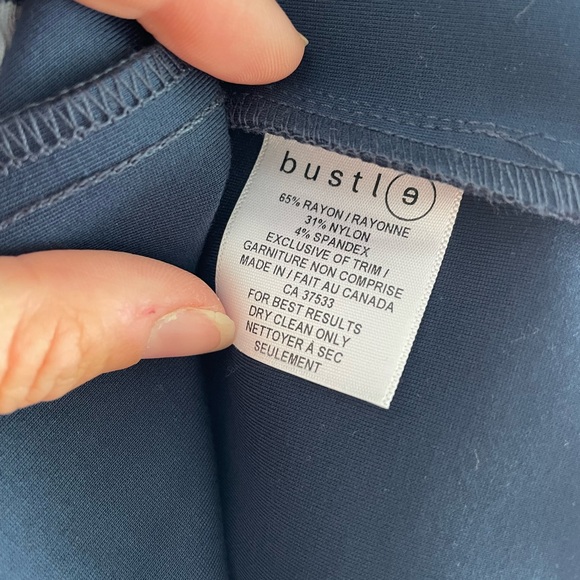 bustle
65% RAYON / RAYONNE
31% NYLON
4% SPANDEX
EXCLUSIVE OF TRIM /
GARNITURE NON COMPRISE
MADE IN / FAIT AU CANADA
CA 37533
FOR BEST RESULTS
DRY CLEAN ONLY
NETTOYER À SEC
SEULEMENT